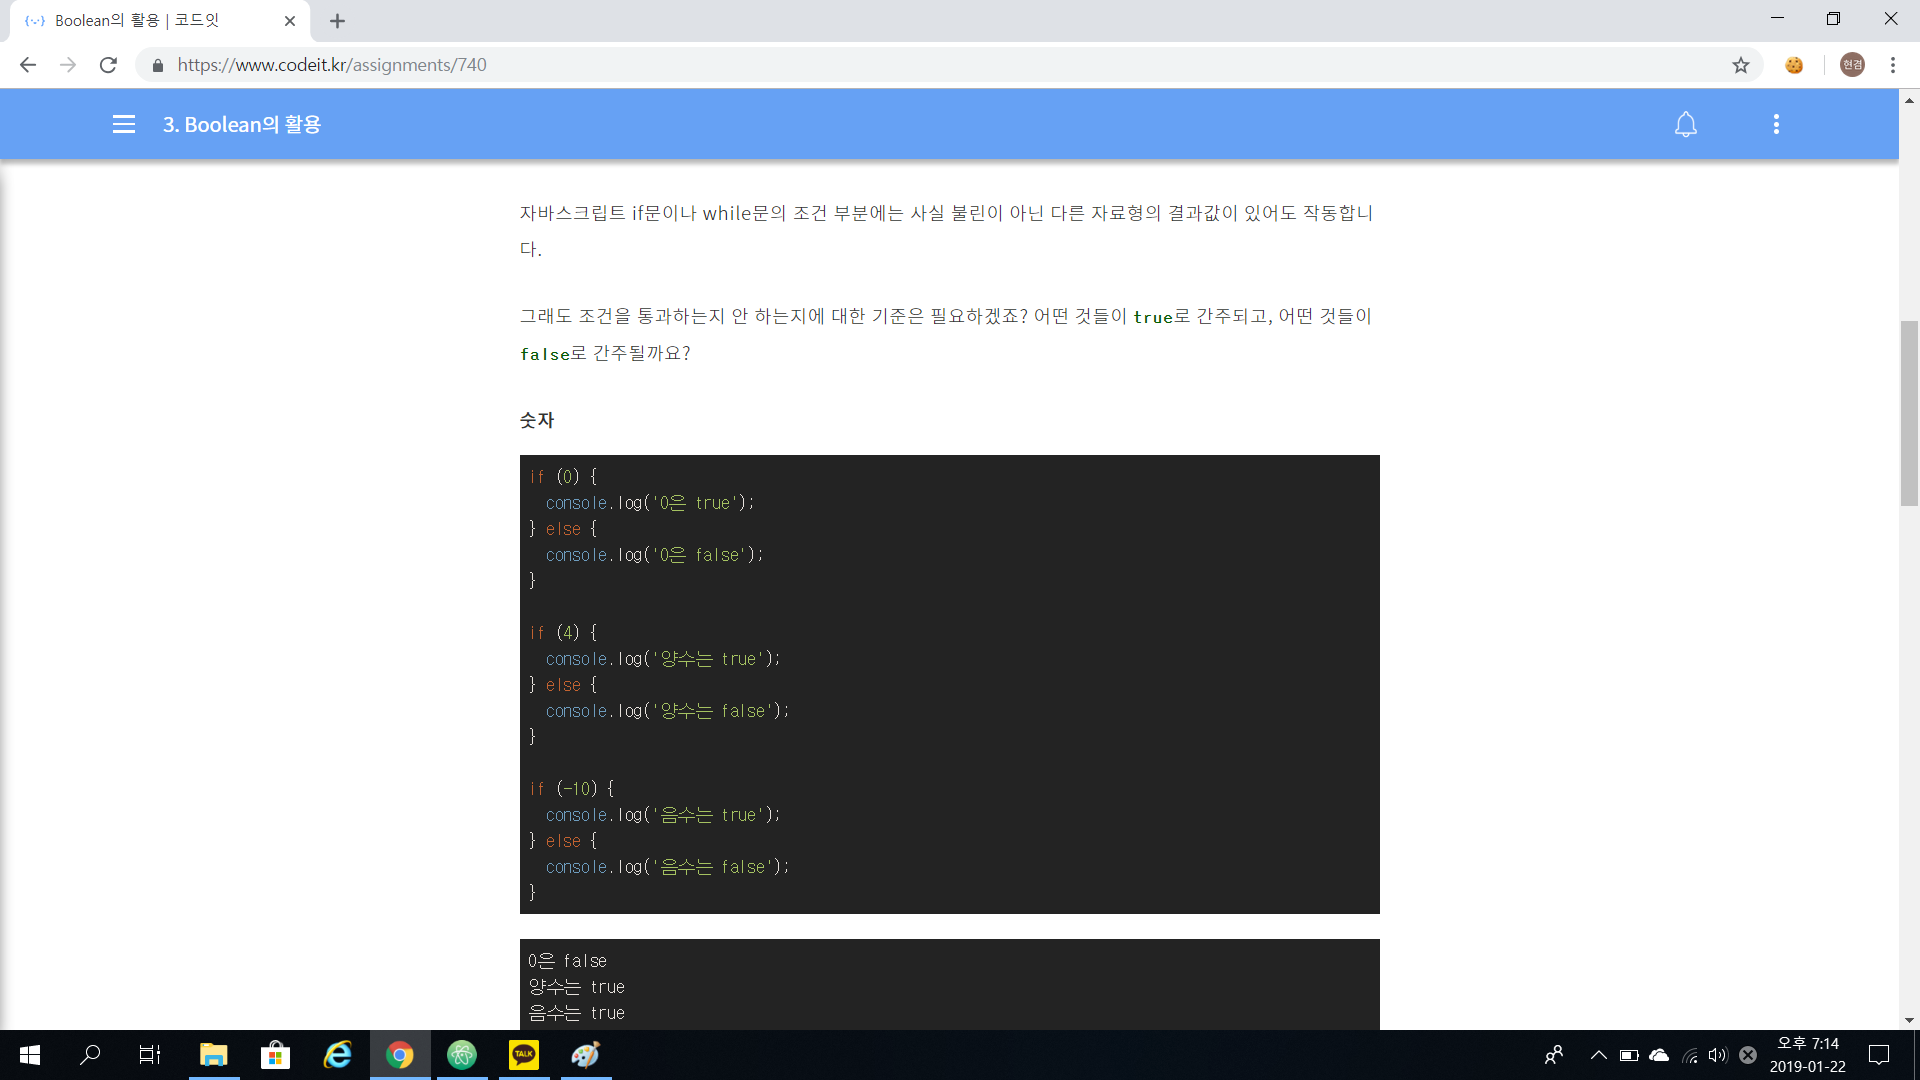 Boolean의 활용 | 코드잇
https://www.codeit.kr/assignments/740
현겸
3. Boolean의 활용
자바스크립트 if문이나 while문의 조건 부분에는 사실 불린이 아닌 다른 자료형의 결과값이 있어도 작동합니
다.
그래도 조건을 통과하는지 안 하는지에 대한 기준은 필요하겠죠? 어떤 것들이 true로 간주되고, 어떤 것들이
false로 간주될까요?
숫자
if (0) {
  console.log('0은 true');
} else {
  console.log('0은 false');
}
if (4) {
  console.log('양수는 true');
} else {
  console.log('양수는 false');
}
if (-10) {
  console.log('음수는 true');
} else {
  console.log('음수는 false');
}
0은 false
양수는 true
음수는 true
TALK
오후 7:14
2019-01-22